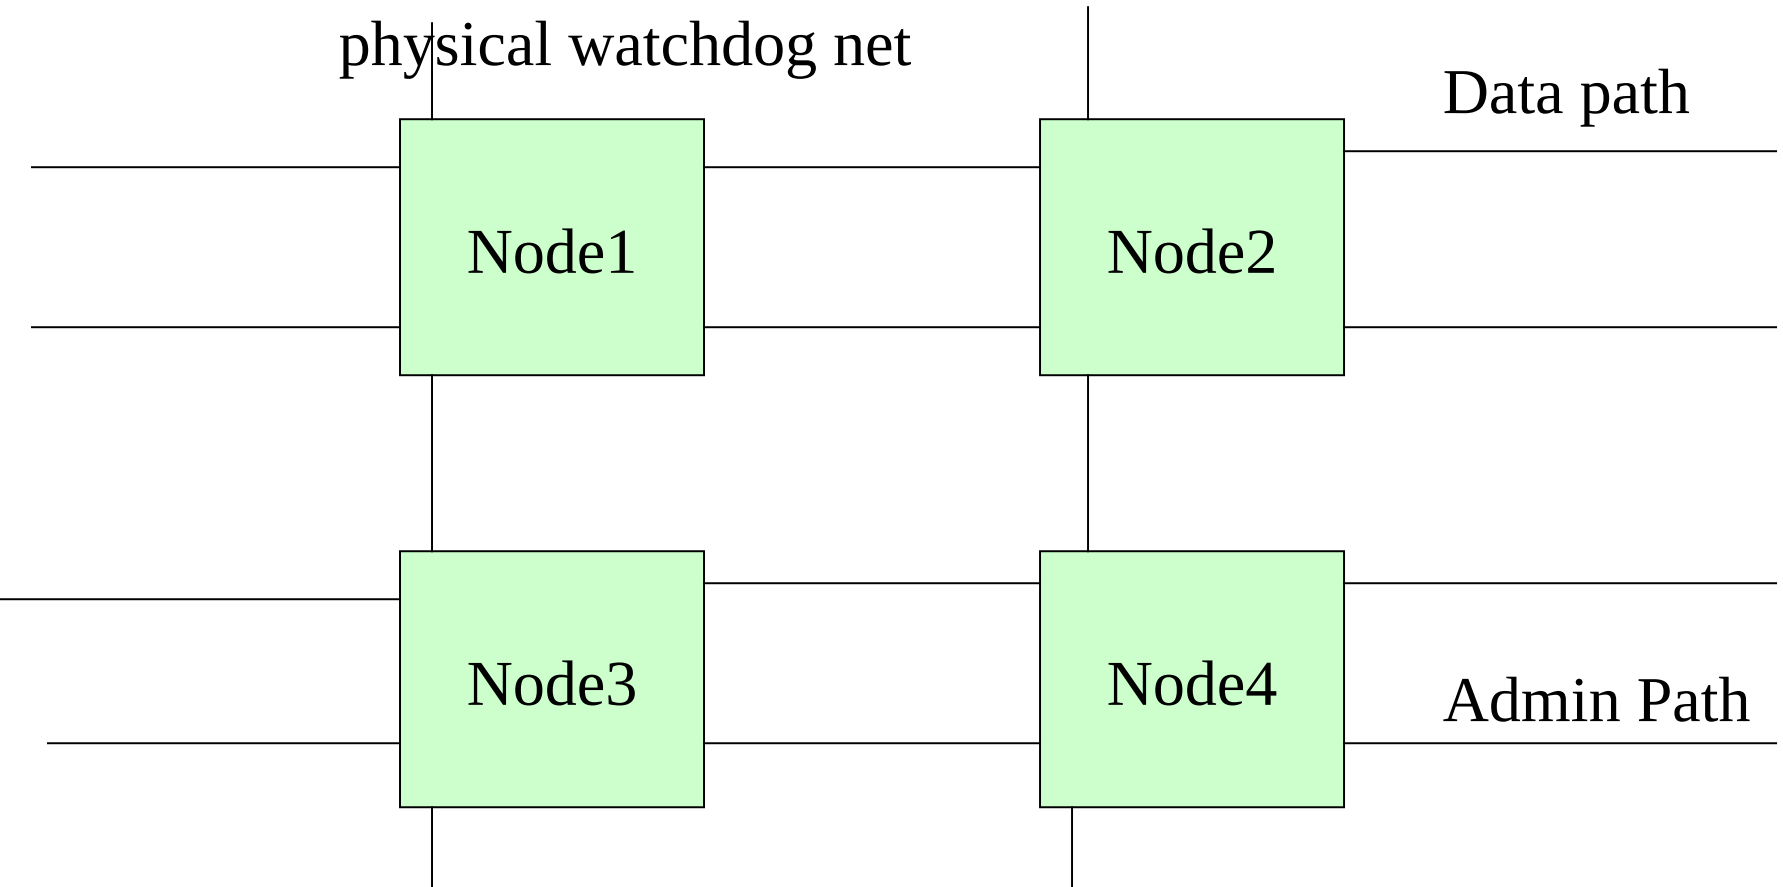 physical watchdog net
Data path
Node1
Node2
Node3
Node4
Admin Path